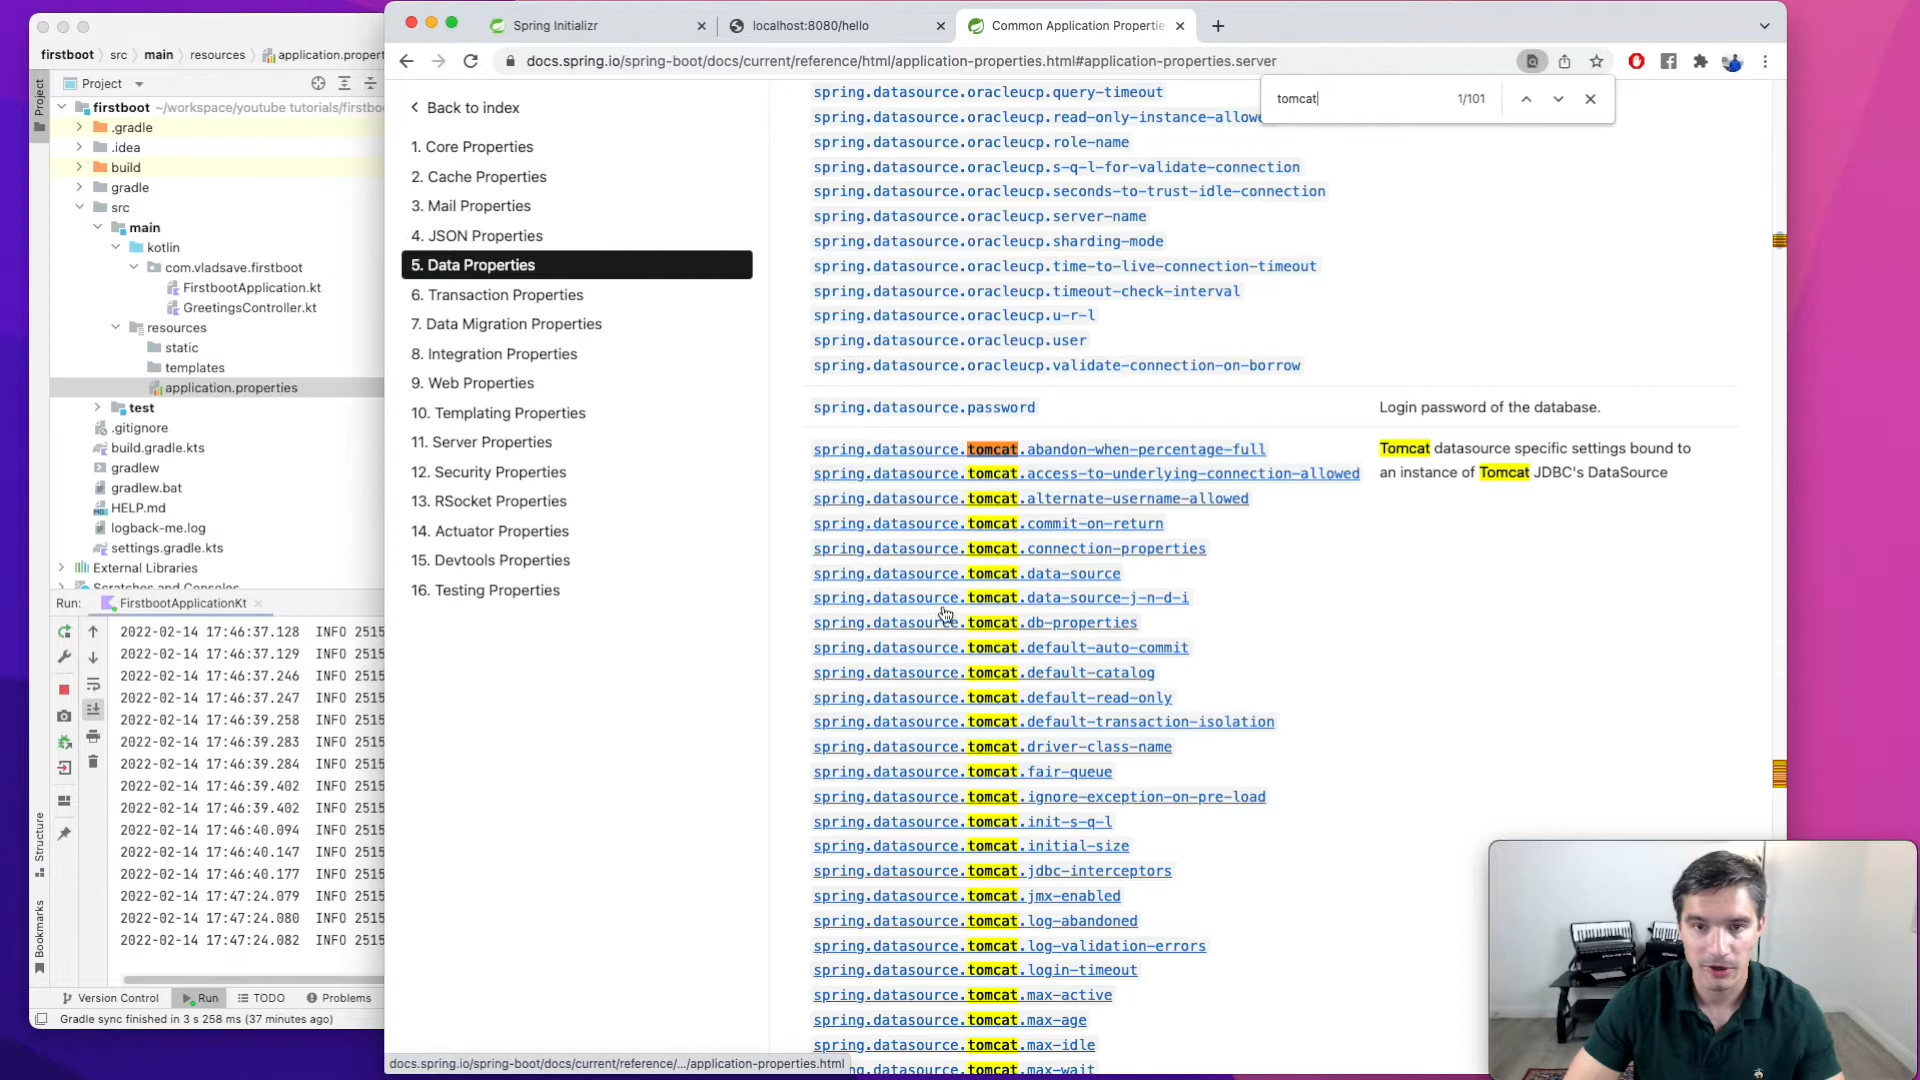 Spring Initializr
localhost:8080/hello
Common Application Propertie
firstboot
src
main
resources
application.propert
docs.spring.io/spring-boot/docs/current/reference/html/application-properties.html#application-properties.server
tomcat
1/101
Project
Project
firstboot ~/workspace/youtube tutorials/firstbo
.gradle
.idea
build
gradle
src
main
kotlin
com.vladsave.firstboot
FirstbootApplication.kt
GreetingsController.kt
resources
static
templates
application.properties
test
.gitignore
build.gradle.kts
gradlew
gradlew.bat
HELP.md
logback-me.log
settings.gradle.kts
External Libraries
Scratches and Consoles
Run:
FirstbootApplicationKt
2022-02-14 17:46:37.128 INFO 2515
2022-02-14 17:46:37.129 INFO 2515
2022-02-14 17:46:37.246 INFO 2515
2022-02-14 17:46:37.247 INFO 2515
2022-02-14 17:46:39.258 INFO 2515
2022-02-14 17:46:39.283 INFO 2515
2022-02-14 17:46:39.284 INFO 2515
2022-02-14 17:46:39.402 INFO 2515
2022-02-14 17:46:39.402 INFO 2515
2022-02-14 17:46:40.094 INFO 2515
2022-02-14 17:46:40.147 INFO 2515
2022-02-14 17:46:40.177 INFO 2515
2022-02-14 17:47:24.079 INFO 2515
2022-02-14 17:47:24.080 INFO 2515
2022-02-14 17:47:24.082 INFO 2515
Structure
Bookmarks
Version Control
Run
TODO
Problems
Gradle sync finished in 3 s 258 ms (37 minutes ago)
Back to index
1. Core Properties
2. Cache Properties
3. Mail Properties
4. JSON Properties
5. Data Properties
6. Transaction Properties
7. Data Migration Properties
8. Integration Properties
9. Web Properties
10. Templating Properties
11. Server Properties
12. Security Properties
13. RSocket Properties
14. Actuator Properties
15. Devtools Properties
16. Testing Properties
spring.datasource.oracleucp.query-timeout
spring.datasource.oracleucp.read-only-instance-allowe
spring.datasource.oracleucp.role-name
spring.datasource.oracleucp.s-q-l-for-validate-connection
spring.datasource.oracleucp.seconds-to-trust-idle-connection
spring.datasource.oracleucp.server-name
spring.datasource.oracleucp.sharding-mode
spring.datasource.oracleucp.time-to-live-connection-timeout
spring.datasource.oracleucp.timeout-check-interval
spring.datasource.oracleucp.u-r-l
spring.datasource.oracleucp.user
spring.datasource.oracleucp.validate-connection-on-borrow
spring.datasource.password
Login password of the database.
spring.datasource.tomcat.abandon-when-percentage-full
spring.datasource.tomcat.access-to-underlying-connection-allowed
spring.datasource.tomcat.alternate-username-allowed
spring.datasource.tomcat.commit-on-return
spring.datasource.tomcat.connection-properties
spring.datasource.tomcat.data-source
spring.datasource.tomcat.data-source-j-n-d-i
spring.datasource.tomcat.db-properties
spring.datasource.tomcat.default-auto-commit
spring.datasource.tomcat.default-catalog
spring.datasource.tomcat.default-read-only
spring.datasource.tomcat.default-transaction-isolation
spring.datasource.tomcat.driver-class-name
spring.datasource.tomcat.fair-queue
spring.datasource.tomcat.ignore-exception-on-pre-load
spring.datasource.tomcat.init-s-q-l
spring.datasource.tomcat.initial-size
spring.datasource.tomcat.jdbc-interceptors
spring.datasource.tomcat.jmx-enabled
spring.datasource.tomcat.log-abandoned
spring.datasource.tomcat.log-validation-errors
spring.datasource.tomcat.login-timeout
spring.datasource.tomcat.max-active
spring.datasource.tomcat.max-age
spring.datasource.tomcat.max-idle
spring.datasource.tomcat.max-wait
Tomcat datasource specific settings bound to
an instance of Tomcat JDBC's DataSource
docs.spring.io/spring-boot/docs/current/reference/.../application-properties.html